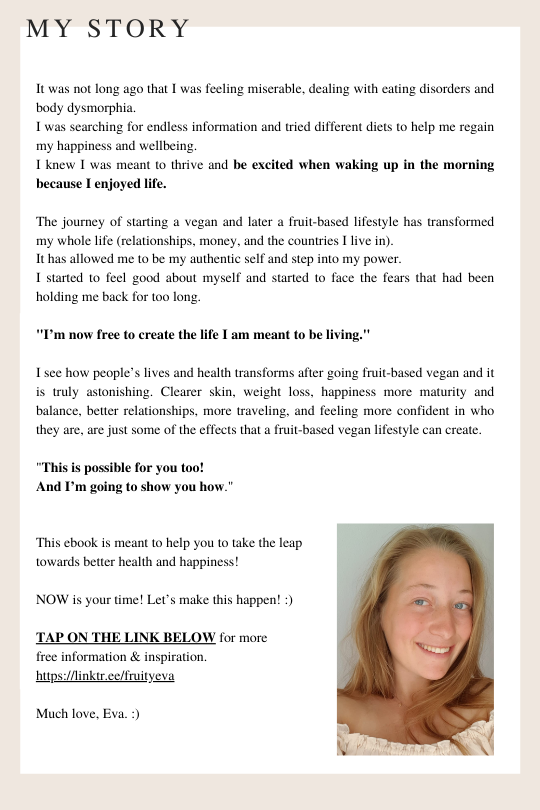 MY STORY
It was not long ago that I was feeling miserable, dealing with eating disorders and
body dysmorphia.
I was searching for endless information and tried different diets to help me regain
my happiness and wellbeing.
I knew I was meant to thrive and be excited when waking up in the morning
because I enjoyed life.
The journey of starting a vegan and later a fruit-based lifestyle has transformed
my whole life (relationships, money, and the countries I live in).
It has allowed me to be my authentic self and step into my power.
I started to feel good about myself and started to face the fears that had been
holding me back for too long.
"I'm now free to create the life I am meant to be living."
I see how people's lives and health transforms after going fruit-based vegan and it
is truly astonishing. Clearer skin, weight loss, happiness more maturity and
balance, better relationships, more traveling, and feeling more confident in who
they are, are just some of the effects that a fruit-based vegan lifestyle can create.
"This is possible for you too!
And I'm going to show you how."
This ebook is meant to help you to take the leap
towards better health and happiness!
NOW is your time! Let's make this happen! :)
TAP ON THE LINK BELOW for more
free information & inspiration.
https://linktr.ee/fruityeva
Much love, Eva. :)